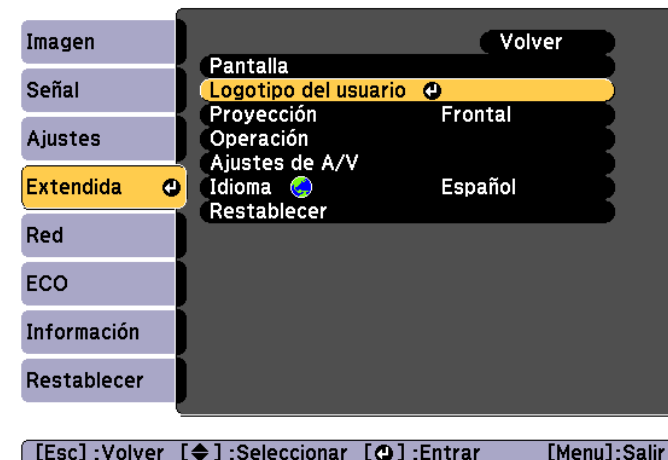 Imagen
Señal
Ajustes
Extendida
Red
ECO
Información
Restablecer
Volver
Pantalla
Logotipo del usuario
Proyección Frontal
Operación
Ajustes de A/V
Idioma Español
Restablecer
[Esc]:Volver [◆]:Seleccionar [↵]:Entrar [Menu]:Salir